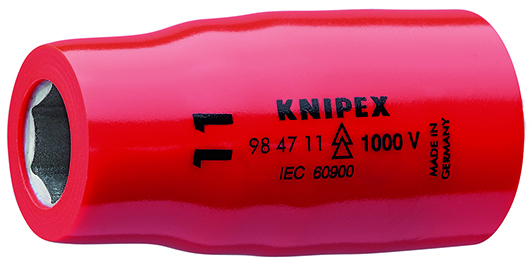 11
KNIPEX
98 47 11 1000 V
IEC 60900
MADE IN
GERMANY